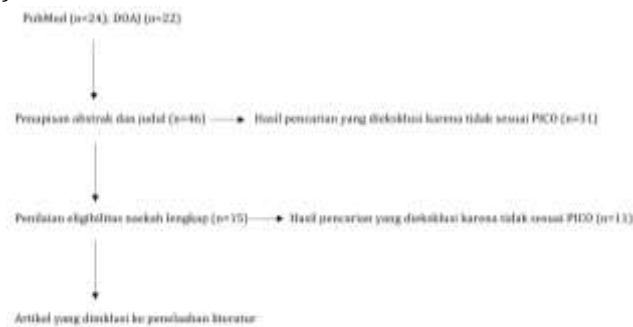 PubMed (n=24); DOAJ (n=22)
Penapisan abstrak dan judul (n=46)
Hasil pencarian yang dieksklusi karena tidak sesuai PICO (n=31)
Penilaian eligibilitas naskah lengkap (n=15)
Hasil pencarian yang dieksklusi karena tidak sesuai PICO (n=11)
Artikel yang diinklusi ke penelaahan literatur